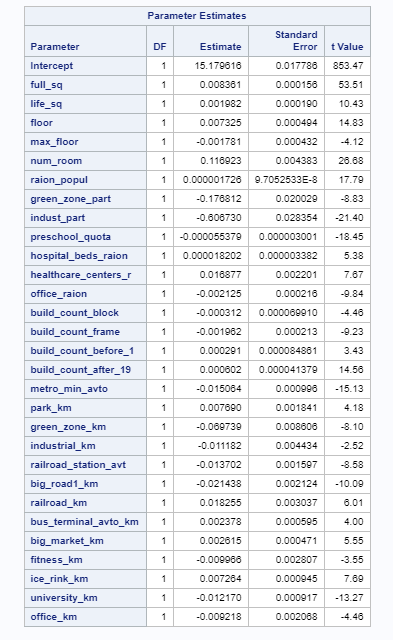 Parameter Estimates
Parameter DF Estimate Standard Error t Value
Intercept 1 15.179616 0.017786 853.47
full_sq 1 0.008361 0.000156 53.51
life_sq 1 0.001982 0.000190 10.43
floor 1 0.007325 0.000494 14.83
max_floor 1 -0.001781 0.000432 -4.12
num_room 1 0.116923 0.004383 26.68
raion_popul 1 0.000001726 9.7052533E-8 17.79
green_zone_part 1 -0.176812 0.020029 -8.83
indust_part 1 -0.606730 0.028354 -21.40
preschool_quota 1 -0.000055379 0.000003001 -18.45
hospital_beds_raion 1 0.000018202 0.000003382 5.38
healthcare_centers_r 1 0.016877 0.002201 7.67
office_raion 1 -0.002125 0.000216 -9.84
build_count_block 1 -0.000312 0.000069910 -4.46
build_count_frame 1 -0.001962 0.000213 -9.23
build_count_before_1 1 0.000291 0.000084861 3.43
build_count_after_19 1 0.000602 0.000041379 14.56
metro_min_avto 1 -0.015064 0.000996 -15.13
park_km 1 0.007690 0.001841 4.18
green_zone_km 1 -0.069739 0.008606 -8.10
industrial_km 1 -0.011182 0.004434 -2.52
railroad_station_avt 1 -0.013702 0.001597 -8.58
big_road1_km 1 -0.021438 0.002124 -10.09
railroad_km 1 0.018255 0.003037 6.01
bus_terminal_avto_km 1 0.002378 0.000595 4.00
big_market_km 1 0.002615 0.000471 5.55
fitness_km 1 -0.009966 0.002807 -3.55
ice_rink_km 1 0.007264 0.000945 7.69
university_km 1 -0.012170 0.000917 -13.27
office_km 1 -0.009218 0.002068 -4.46